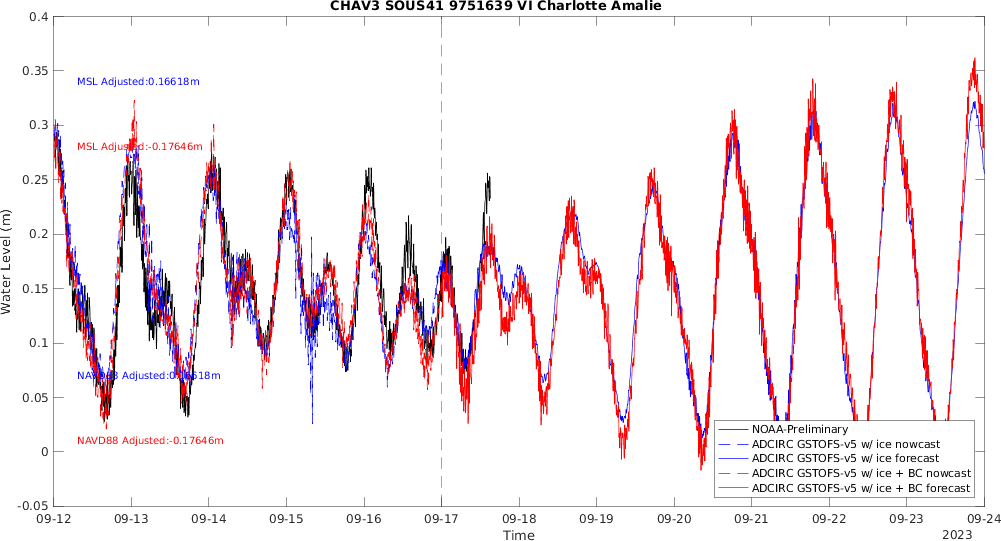 CHAV3 SOUS41 9751639 VI Charlotte Amalie
0.4
0.35
0.3
0.25
0.2
0.15
0.1
0.05
0
-0.05
Water Level (m)
MSL Adjusted:0.16618m
MSL Adjusted:-0.17646m
NAVD88 Adjusted:0.16618m
NAVD88 Adjusted:-0.17646m
NOAA-Preliminary
ADCIRC GSTOFS-v5 w/ ice nowcast
ADCIRC GSTOFS-v5 w/ ice forecast
ADCIRC GSTOFS-v5 w/ ice + BC nowcast
ADCIRC GSTOFS-v5 w/ ice + BC forecast
09-12 09-13 09-14 09-15 09-16 09-17 09-18 09-19 09-20 09-21 09-22 09-23 09-24
Time
2023